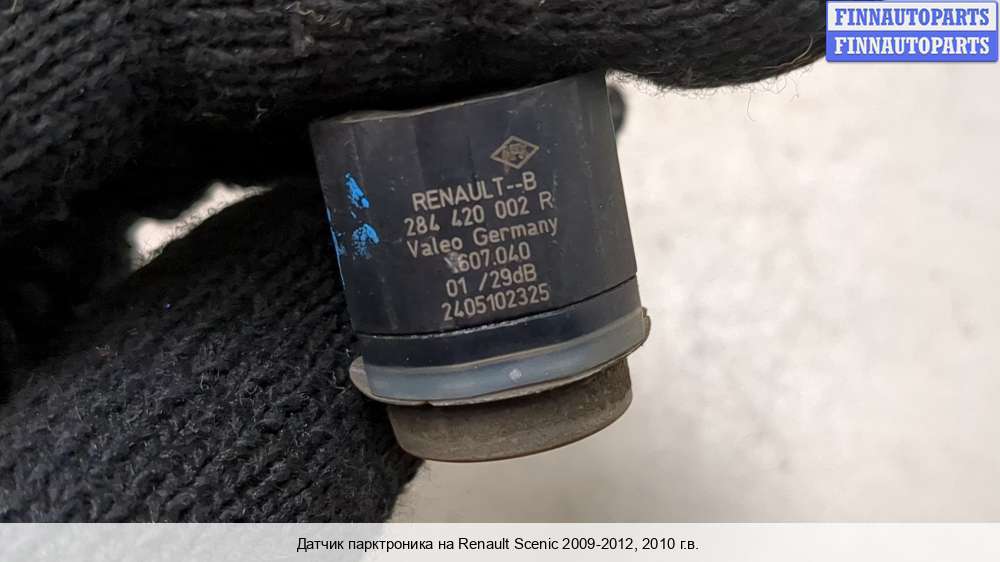 FINNAUTOPARTS
FINNAUTOPARTS
RENAULT--B
284 420 002 R
Valeo Germany
607.040
01 /29dB
2405102325
Датчик парктроника на Renault Scenic 2009-2012, 2010 г.в.